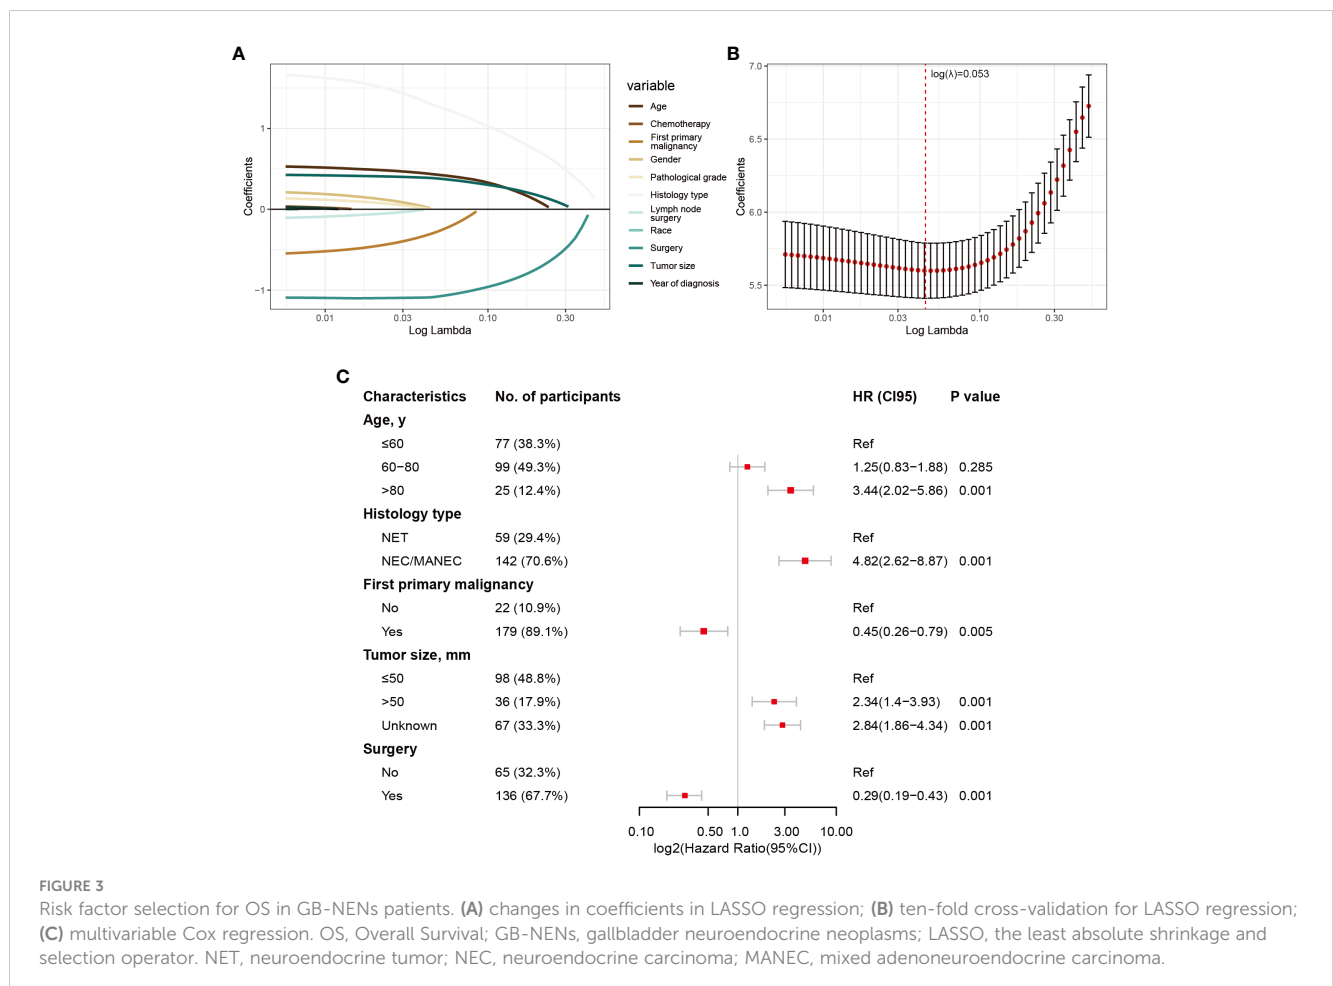 A
B
Coefficients
1
0
−1
0.01 0.03 0.10 0.30
Log Lambda
variable
Age
Chemotherapy
First primary
malignancy
Gender
Pathological grade
Histology type
Lymph node
surgery
Race
Surgery
Tumor size
Year of diagnosis
Coefficients
7.0
6.5
6.0
5.5
log(λ)=0.053
0.01 0.03 0.10 0.30
Log Lambda
C
Characteristics No. of participants HR (CI95) P value
Age, y
≤60 77 (38.3%) Ref
60−80 99 (49.3%) 1.25(0.83−1.88) 0.285
>80 25 (12.4%) 3.44(2.02−5.86) 0.001
Histology type
NET 59 (29.4%) Ref
NEC/MANEC 142 (70.6%) 4.82(2.62−8.87) 0.001
First primary malignancy
No 22 (10.9%) Ref
Yes 179 (89.1%) 0.45(0.26−0.79) 0.005
Tumor size, mm
≤50 98 (48.8%) Ref
>50 36 (17.9%) 2.34(1.4−3.93) 0.001
Unknown 67 (33.3%) 2.84(1.86−4.34) 0.001
Surgery
No 65 (32.3%) Ref
Yes 136 (67.7%) 0.29(0.19−0.43) 0.001
0.10 0.50 1.0 3.00 10.00
log2(Hazard Ratio(95%CI))
FIGURE 3
Risk factor selection for OS in GB-NENs patients. (A) changes in coefficients in LASSO regression; (B) ten-fold cross-validation for LASSO regression;
(C) multivariable Cox regression. OS, Overall Survival; GB-NENs, gallbladder neuroendocrine neoplasms; LASSO, the least absolute shrinkage and
selection operator. NET, neuroendocrine tumor; NEC, neuroendocrine carcinoma; MANEC, mixed adenoneuroendocrine carcinoma.